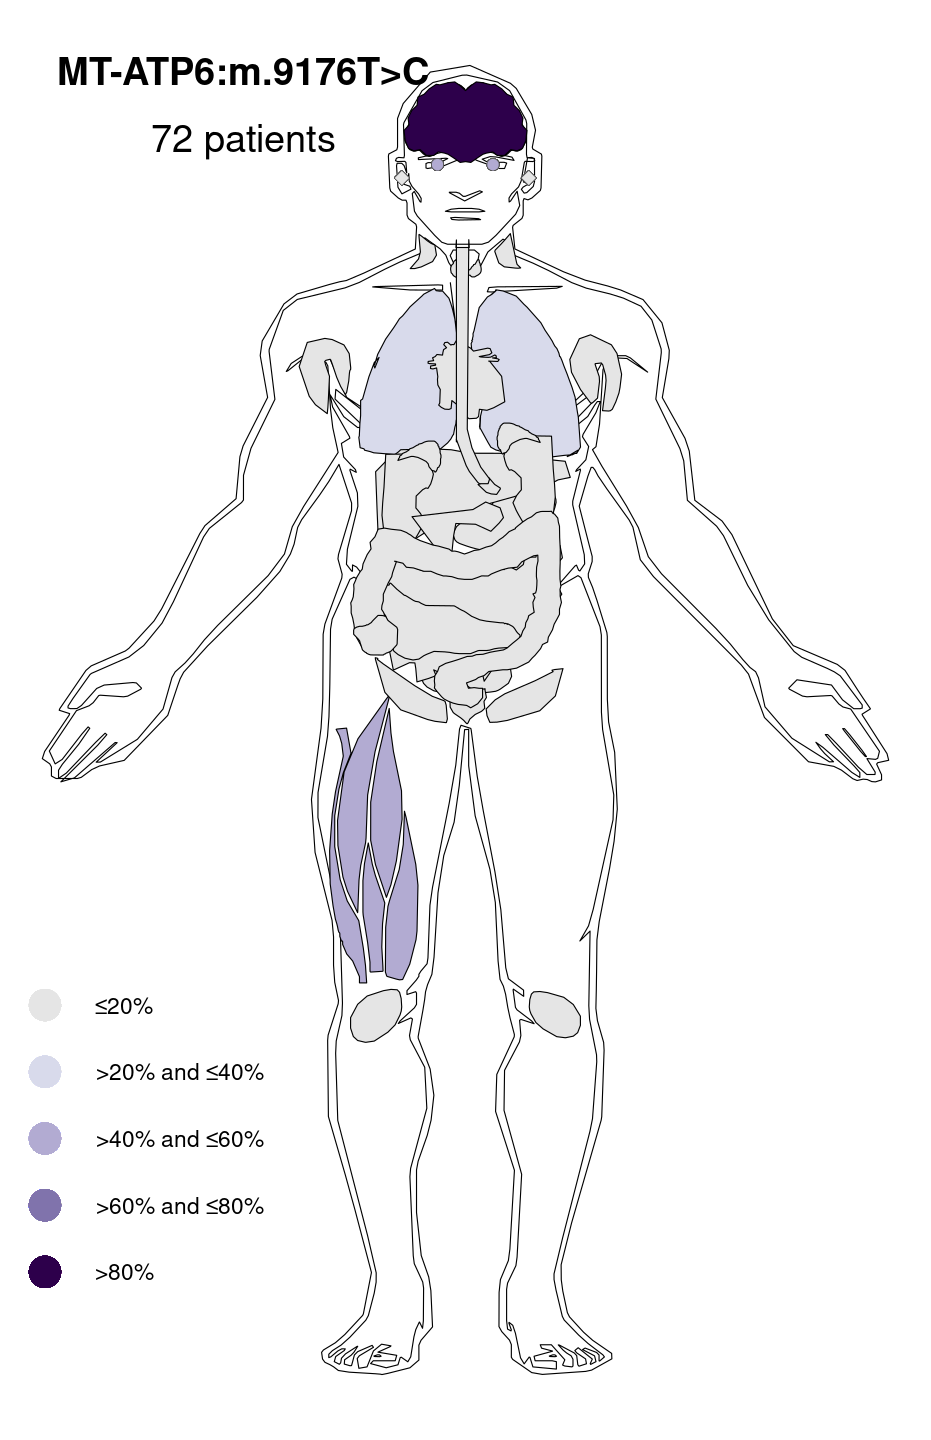 MT-ATP6:m.9176T>C
72 patients
≤20%
>20% and ≤40%
>40% and ≤60%
>60% and ≤80%
>80%